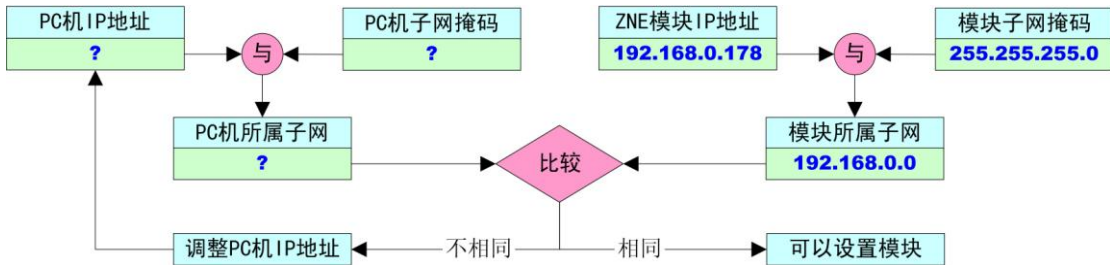 PC机IP地址
?
与
PC机子网掩码
?
ZNE模块IP地址
192.168.0.178
与
模块子网掩码
255.255.255.0
PC机所属子网
?
比较
模块所属子网
192.168.0.0
调整PC机IP地址
不相同
相同
可以设置模块